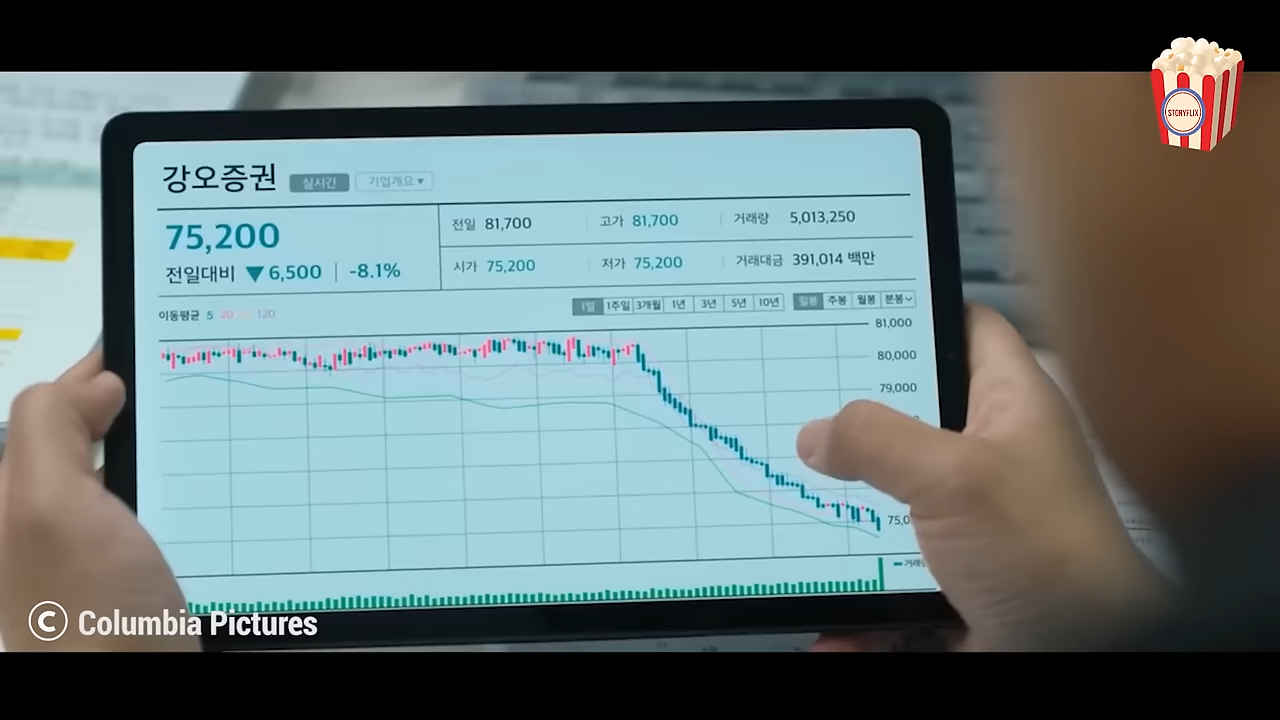 STORYFLIX
강오증권 실시간 기업개요 ▼
75,200
전일대비 ▼6,500 | -8.1%
전일 81,700 고가 81,700 거래량 5,013,250
시가 75,200 저가 75,200 거래대금 391,014 백만
이동평균 5 20 120
1일 1주일 3개월 1년 3년 5년 10년 일봉 주봉 월봉 분봉
81,000
80,000
79,000
© Columbia Pictures